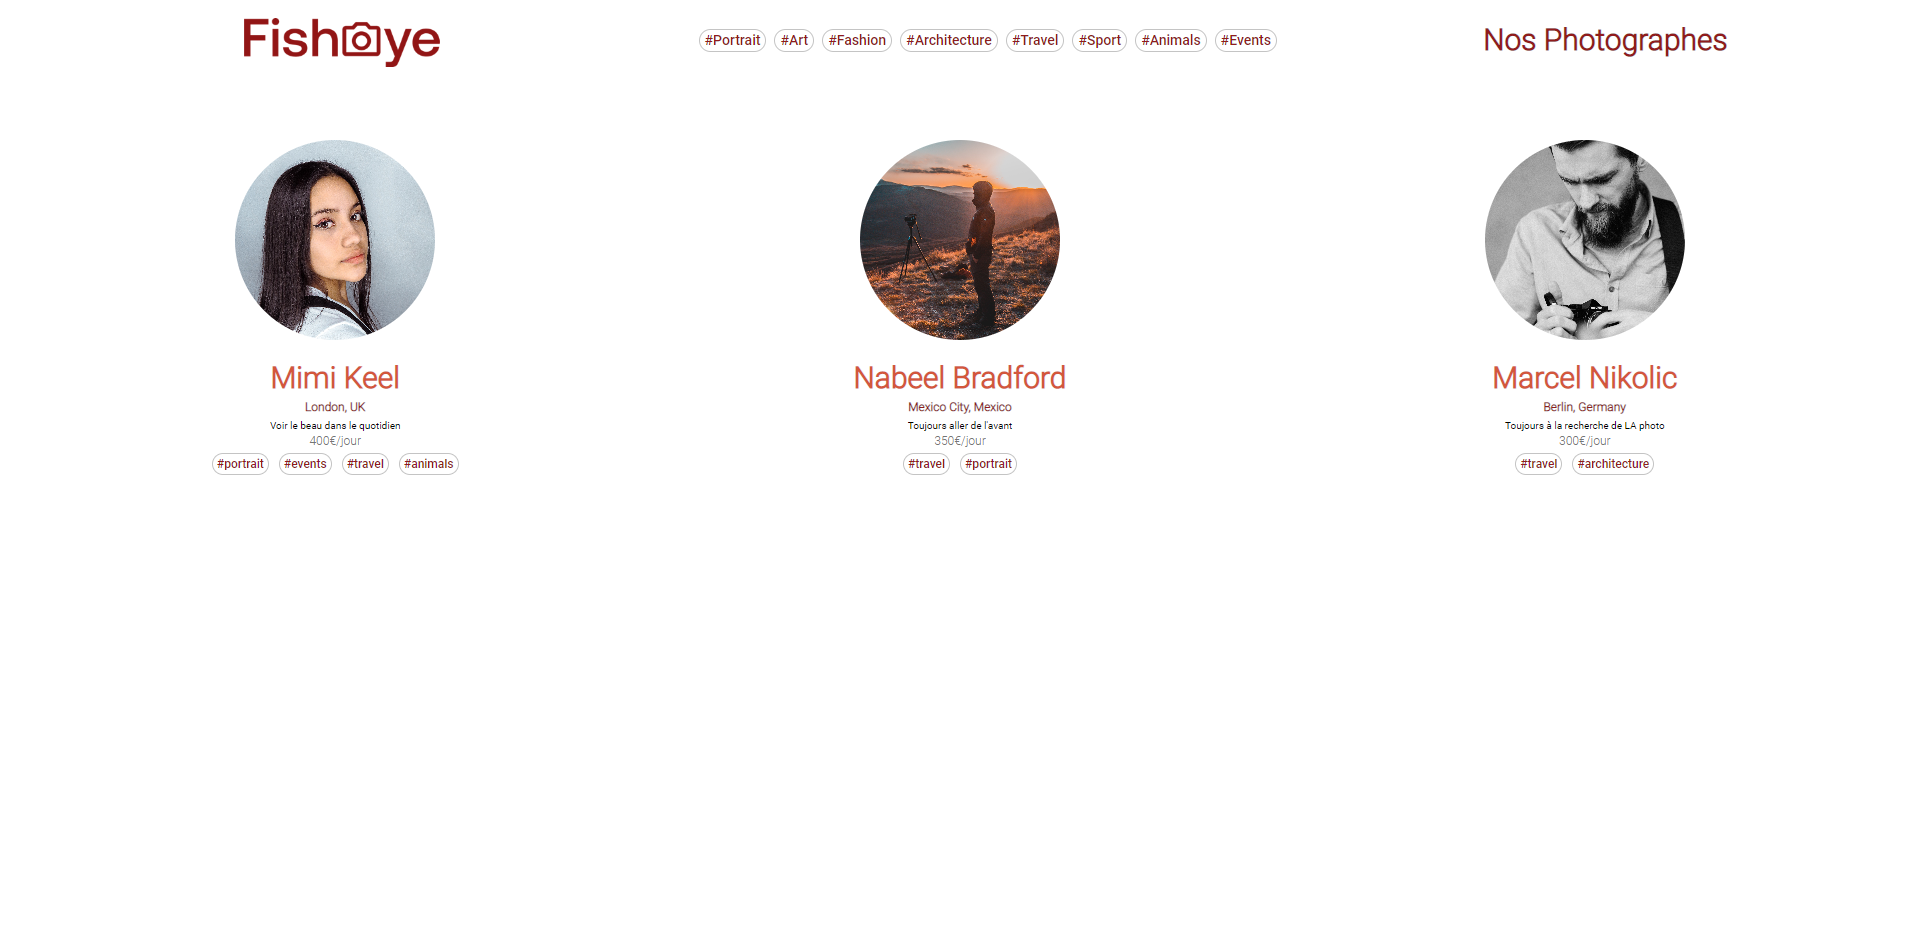 Fisheye
#Portrait #Art #Fashion #Architecture #Travel #Sport #Animals #Events
Nos Photographes
Mimi Keel
London, UK
Voir le beau dans le quotidien
400€/jour
#portrait #events #travel #animals
Nabeel Bradford
Mexico City, Mexico
Toujours aller de l'avant
350€/jour
#travel #portrait
Marcel Nikolic
Berlin, Germany
Toujours à la recherche de LA photo
300€/jour
#travel #architecture